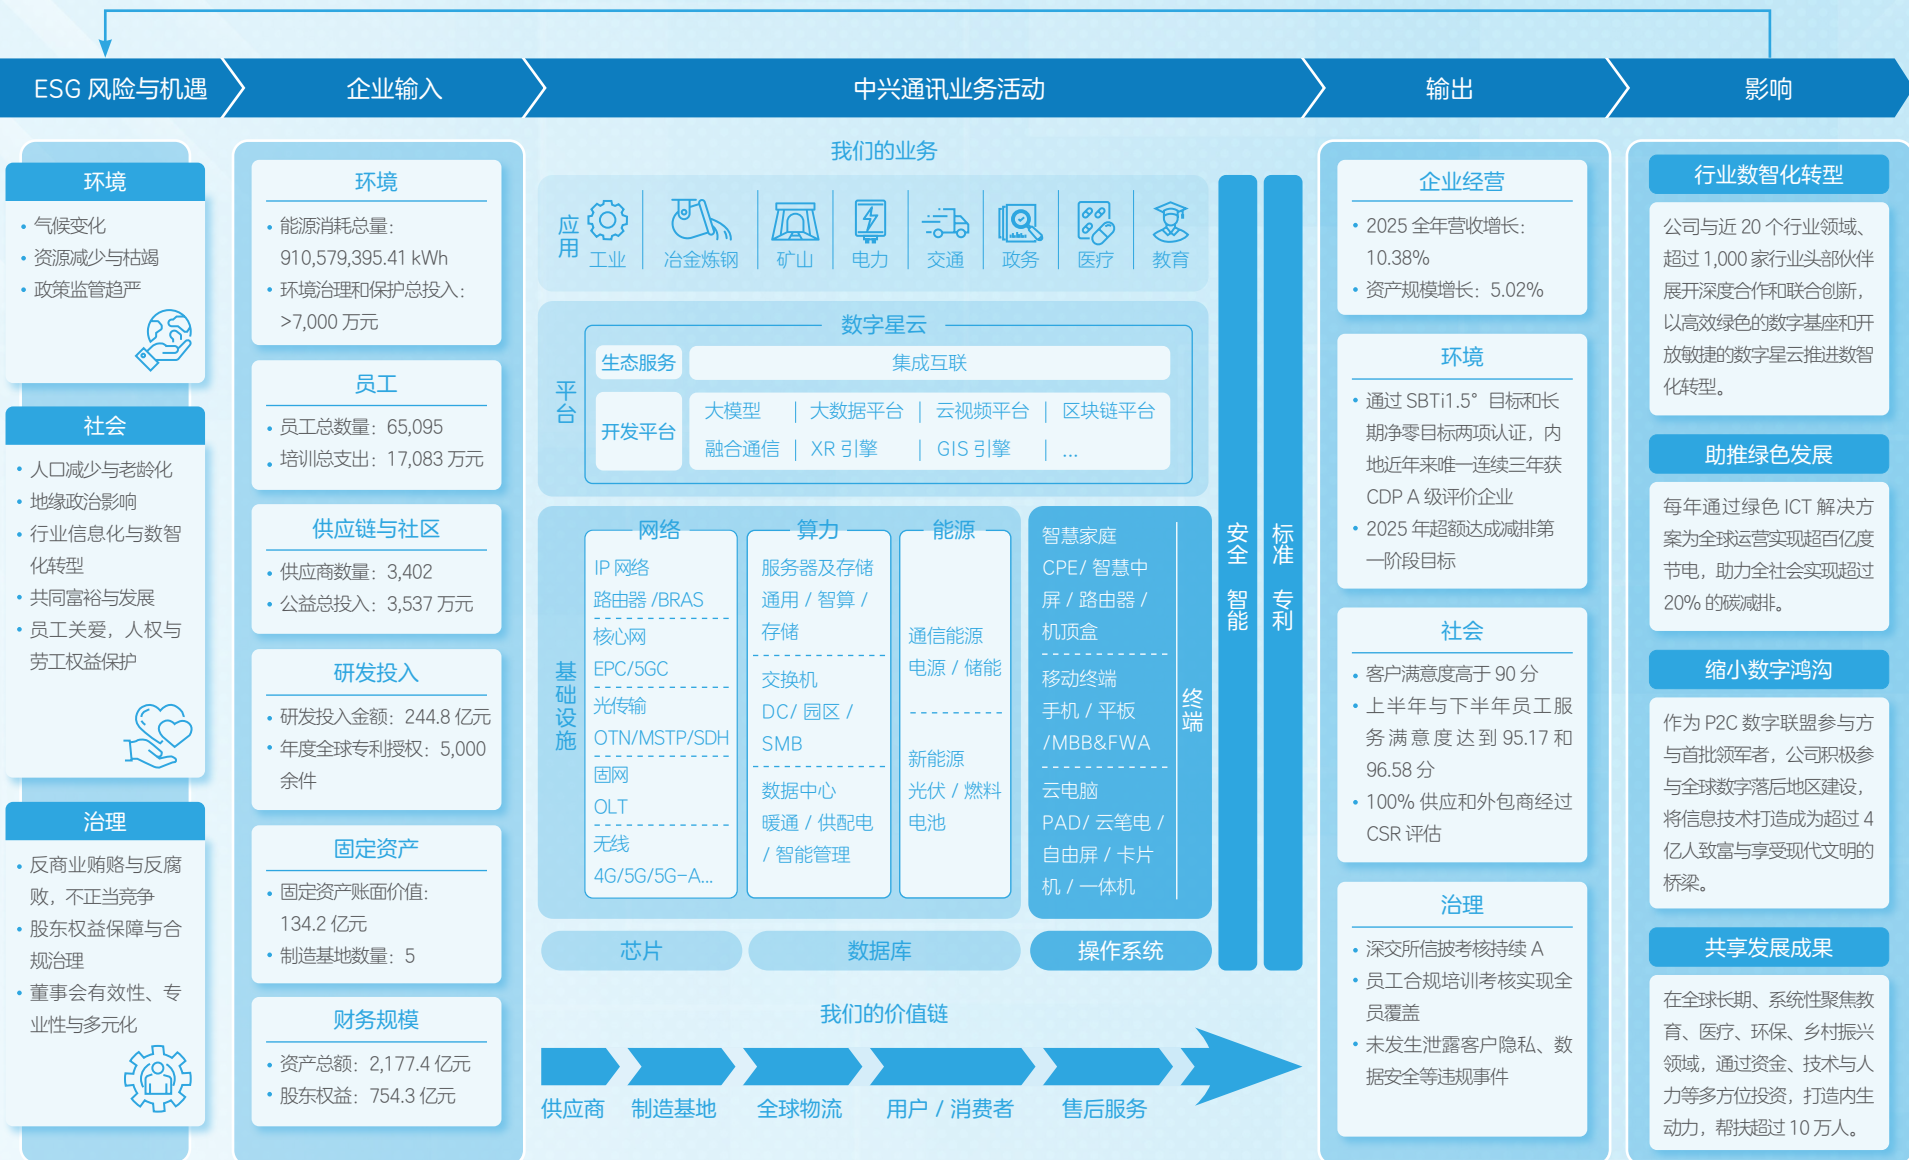 ESG 风险与机遇
企业输入
中兴通讯业务活动
输出
影响
环境
• 气候变化
• 资源减少与枯竭
• 政策监管趋严
社会
• 人口减少与老龄化
• 地缘政治影响
• 行业信息化与数智
化转型
• 共同富裕与发展
• 员工关爱，人权与
劳工权益保护
治理
• 反商业贿赂与反腐
败，不正当竞争
• 股东权益保障与合
规治理
• 董事会有效性、专
业性与多元化
环境
• 能源消耗总量：
910,579,395.41 kWh
• 环境治理和保护总投入：
>7,000 万元
员工
• 员工总数量：65,095
• 培训总支出：17,083 万元
供应链与社区
• 供应商数量：3,402
• 公益总投入：3,537 万元
研发投入
• 研发投入金额：244.8 亿元
• 年度全球专利授权：5,000
余件
固定资产
• 固定资产账面价值：
134.2 亿元
• 制造基地数量：5
财务规模
• 资产总额：2,177.4 亿元
• 股东权益：754.3 亿元
我们的业务
应用
工业
冶金炼钢
矿山
电力
交通
政务
医疗
教育
平台
数字星云
生态服务
集成互联
开发平台
大模型 | 大数据平台 | 云视频平台 | 区块链平台
融合通信 | XR 引擎 | GIS 引擎 | ...
基础设施
网络
IP 网络
路由器 /BRAS
核心网
EPC/5GC
光传输
OTN/MSTP/SDH
固网
OLT
无线
4G/5G/5G-A...
算力
服务器及存储
通用 / 智算 /
存储
交换机
DC/ 园区 /
SMB
数据中心
暖通 / 供配电
/ 智能管理
能源
通信能源
电源 / 储能
新能源
光伏 / 燃料
电池
智慧家庭
CPE/ 智慧中
屏 / 路由器 /
机顶盒
移动终端
手机 / 平板
/MBB&FWA
云电脑
PAD/ 云笔电 /
自由屏 / 卡片
机 / 一体机
终端
安全 智能
标准 专利
芯片
数据库
操作系统
我们的价值链
供应商
制造基地
全球物流
用户 / 消费者
售后服务
企业经营
• 2025 全年营收增长：
10.38%
• 资产规模增长：5.02%
环境
• 通过 SBTi1.5° 目标和长
期净零目标两项认证，内
地近年来唯一连续三年获
CDP A 级评价企业
• 2025 年超额达成减排第
一阶段目标
社会
• 客户满意度高于 90 分
• 上半年与下半年员工服
务满意度达到 95.17 和
96.58 分
• 100% 供应和外包商经过
CSR 评估
治理
• 深交所信披考核持续 A
• 员工合规培训考核实现全
员覆盖
• 未发生泄露客户隐私、数
据安全等违规事件
行业数智化转型
公司与近 20 个行业领域、
超过 1,000 家行业头部伙伴
展开深度合作和联合创新，
以高效绿色的数字基座和开
放敏捷的数字星云推进数智
化转型。
助推绿色发展
每年通过绿色 ICT 解决方
案为全球运营实现超百亿度
节电，助力全社会实现超过
20% 的碳减排。
缩小数字鸿沟
作为 P2C 数字联盟参与方
与首批领军者，公司积极参
与全球数字落后地区建设，
将信息技术打造成为超过 4
亿人致富与享受现代文明的
桥梁。
共享发展成果
在全球长期、系统性聚焦教
育、医疗、环保、乡村振兴
领域，通过资金、技术与人
力等多方位投资，打造内生
动力，帮扶超过 10 万人。